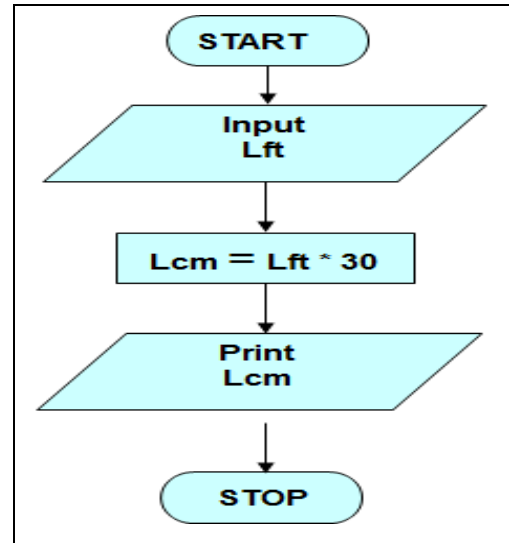 START
Input
Lft
Lcm = Lft * 30
Print
Lcm
STOP